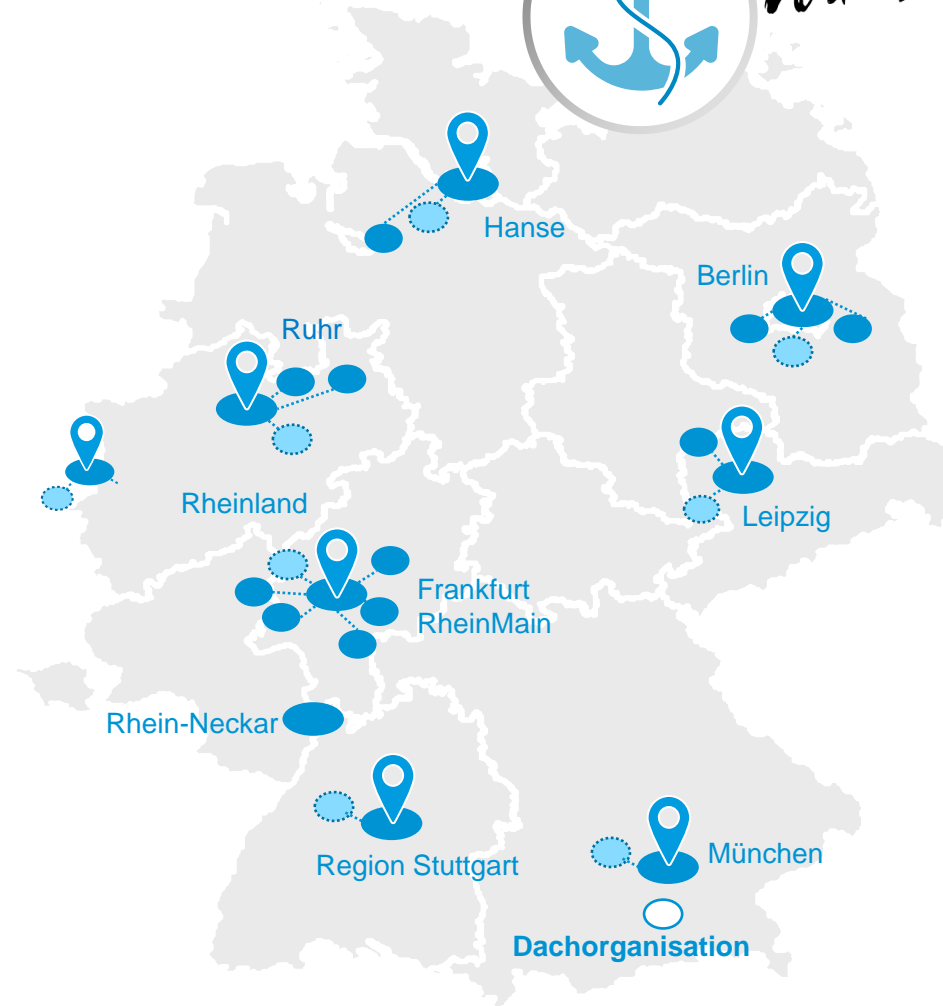 Hanse
Berlin
Ruhr
Rheinland
Leipzig
Frankfurt
RheinMain
Rhein-Neckar
Region Stuttgart
München
Dachorganisation